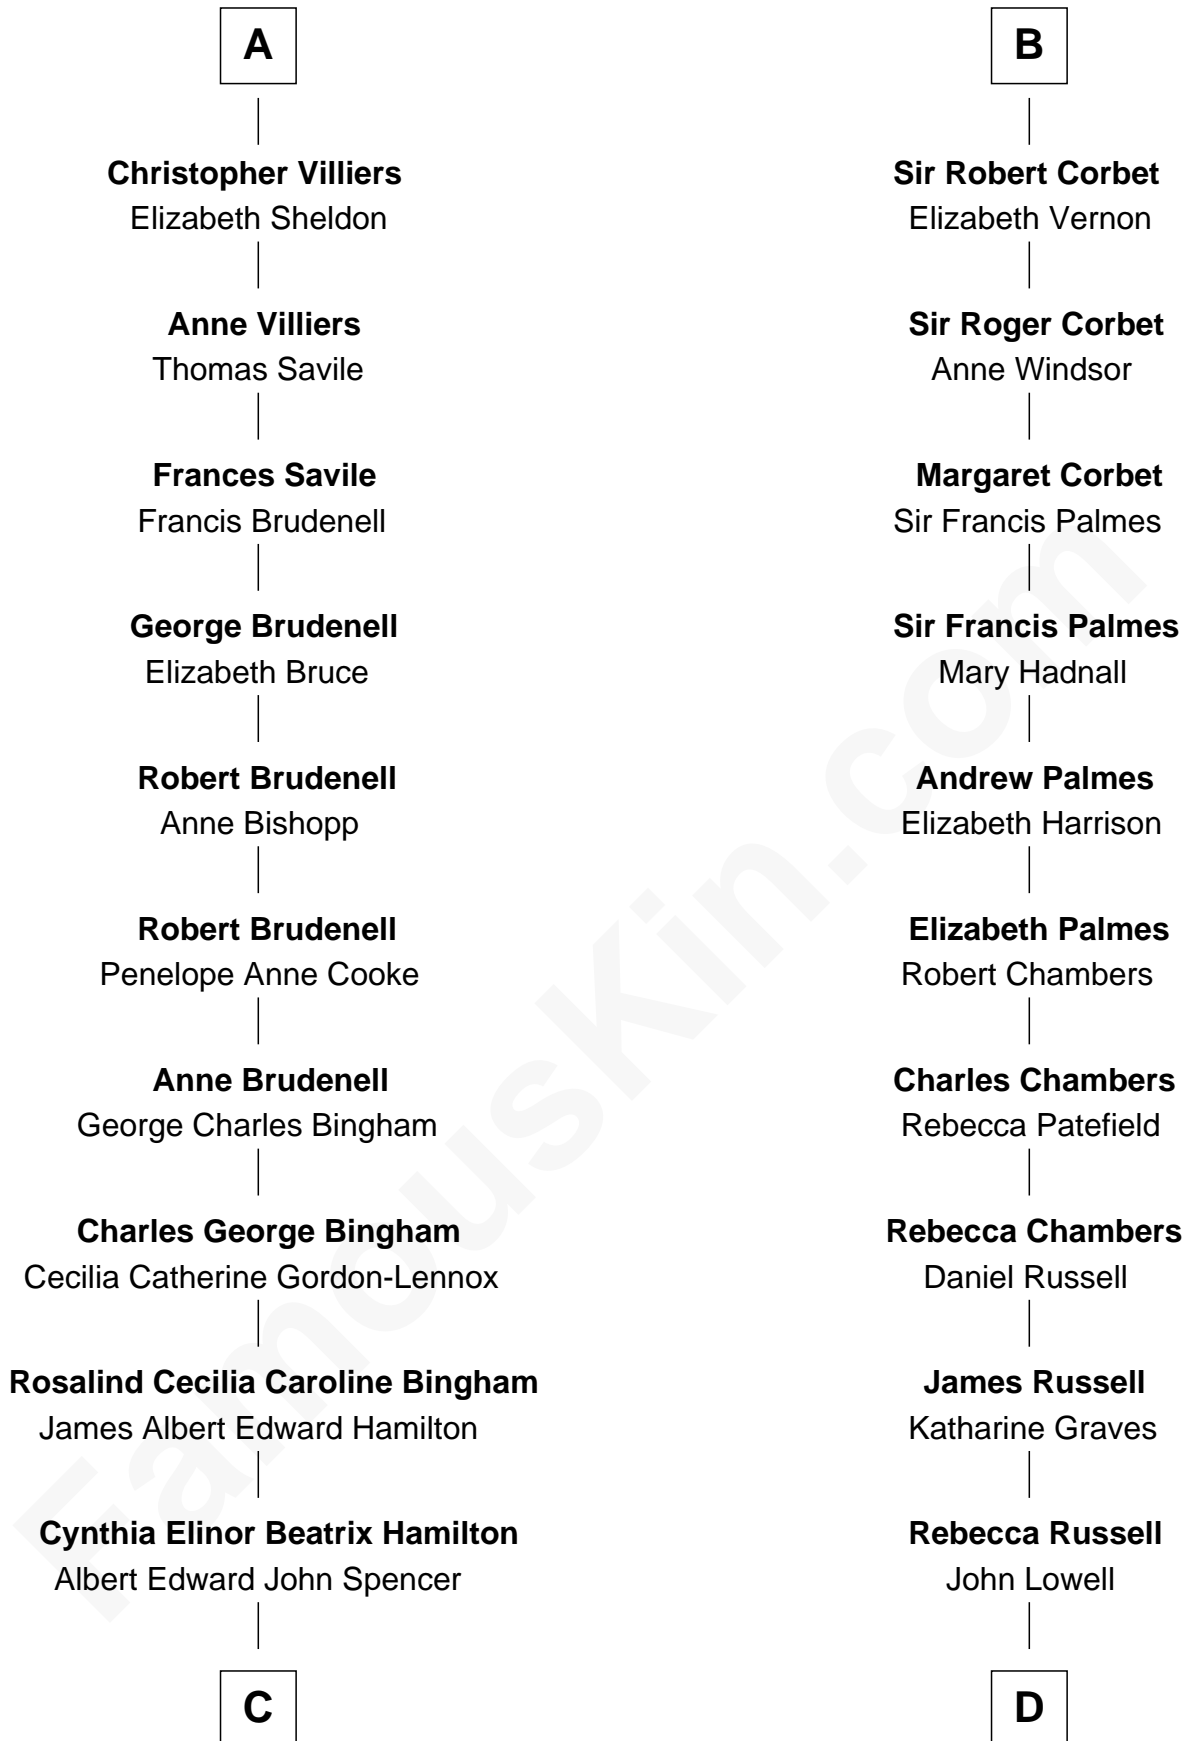 A
Christopher Villiers
Elizabeth Sheldon
Anne Villiers
Thomas Savile
Frances Savile
Francis Brudenell
George Brudenell
Elizabeth Bruce
Robert Brudenell
Anne Bishopp
Robert Brudenell
Penelope Anne Cooke
Anne Brudenell
George Charles Bingham
Charles George Bingham
Cecilia Catherine Gordon-Lennox
Rosalind Cecilia Caroline Bingham
James Albert Edward Hamilton
Cynthia Elinor Beatrix Hamilton
Albert Edward John Spencer
C
B
Sir Robert Corbet
Elizabeth Vernon
Sir Roger Corbet
Anne Windsor
Margaret Corbet
Sir Francis Palmes
Sir Francis Palmes
Mary Hadnall
Andrew Palmes
Elizabeth Harrison
Elizabeth Palmes
Robert Chambers
Charles Chambers
Rebecca Patefield
Rebecca Chambers
Daniel Russell
James Russell
Katharine Graves
Rebecca Russell
John Lowell
D
FamousKin.com